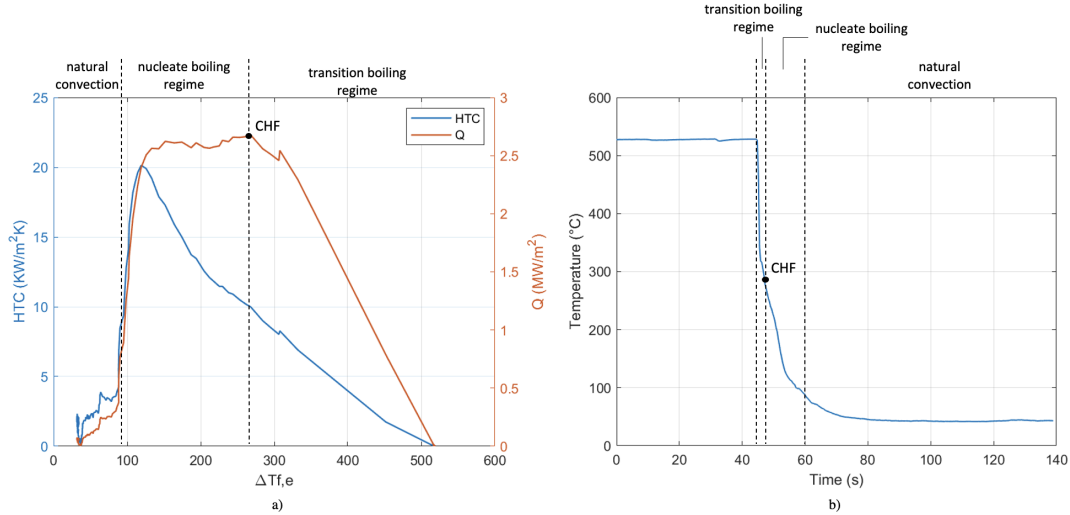 natural
convection
nucleate boiling
regime
transition boiling
regime
25
20
15
10
5
0
HTC (KW/m²K)
CHF
HTC
Q
3
2.5
2
1.5
1
0.5
0
Q (MW/m²)
0 100 200 300 400 500 600
ΔTf,e
a)
transition boiling
regime
nucleate boiling
regime
natural
convection
600
500
400
300
200
100
0
Temperature (°C)
CHF
0 20 40 60 80 100 120 140
Time (s)
b)